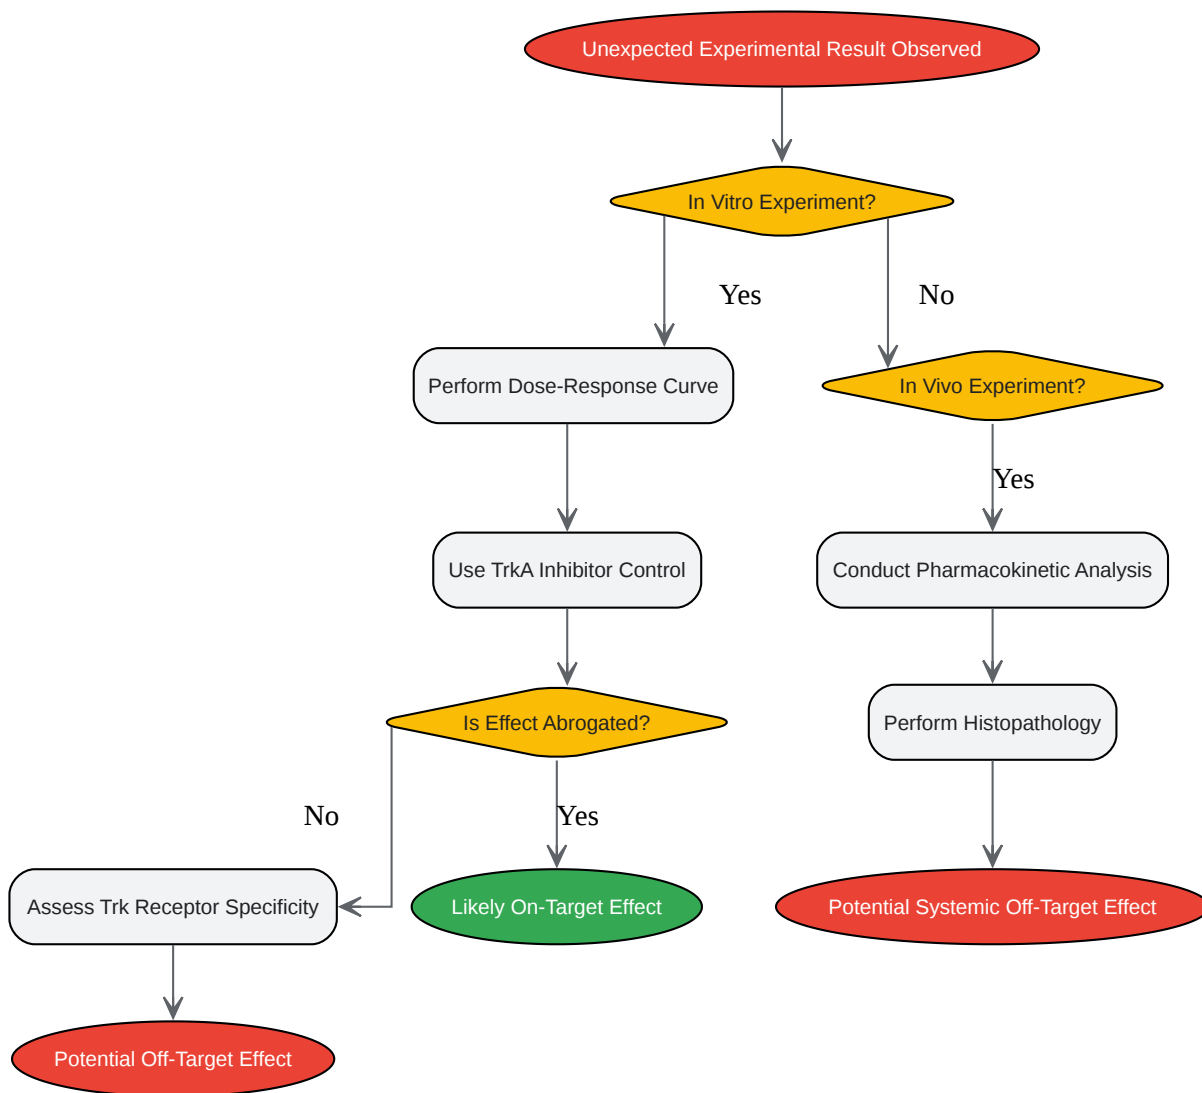 Unexpected Experimental Result Observed
In Vitro Experiment?
Yes
No
Perform Dose-Response Curve
In Vivo Experiment?
Yes
Use TrkA Inhibitor Control
Conduct Pharmacokinetic Analysis
Is Effect Abrogated?
Perform Histopathology
No
Yes
Assess Trk Receptor Specificity
Likely On-Target Effect
Potential Systemic Off-Target Effect
Potential Off-Target Effect